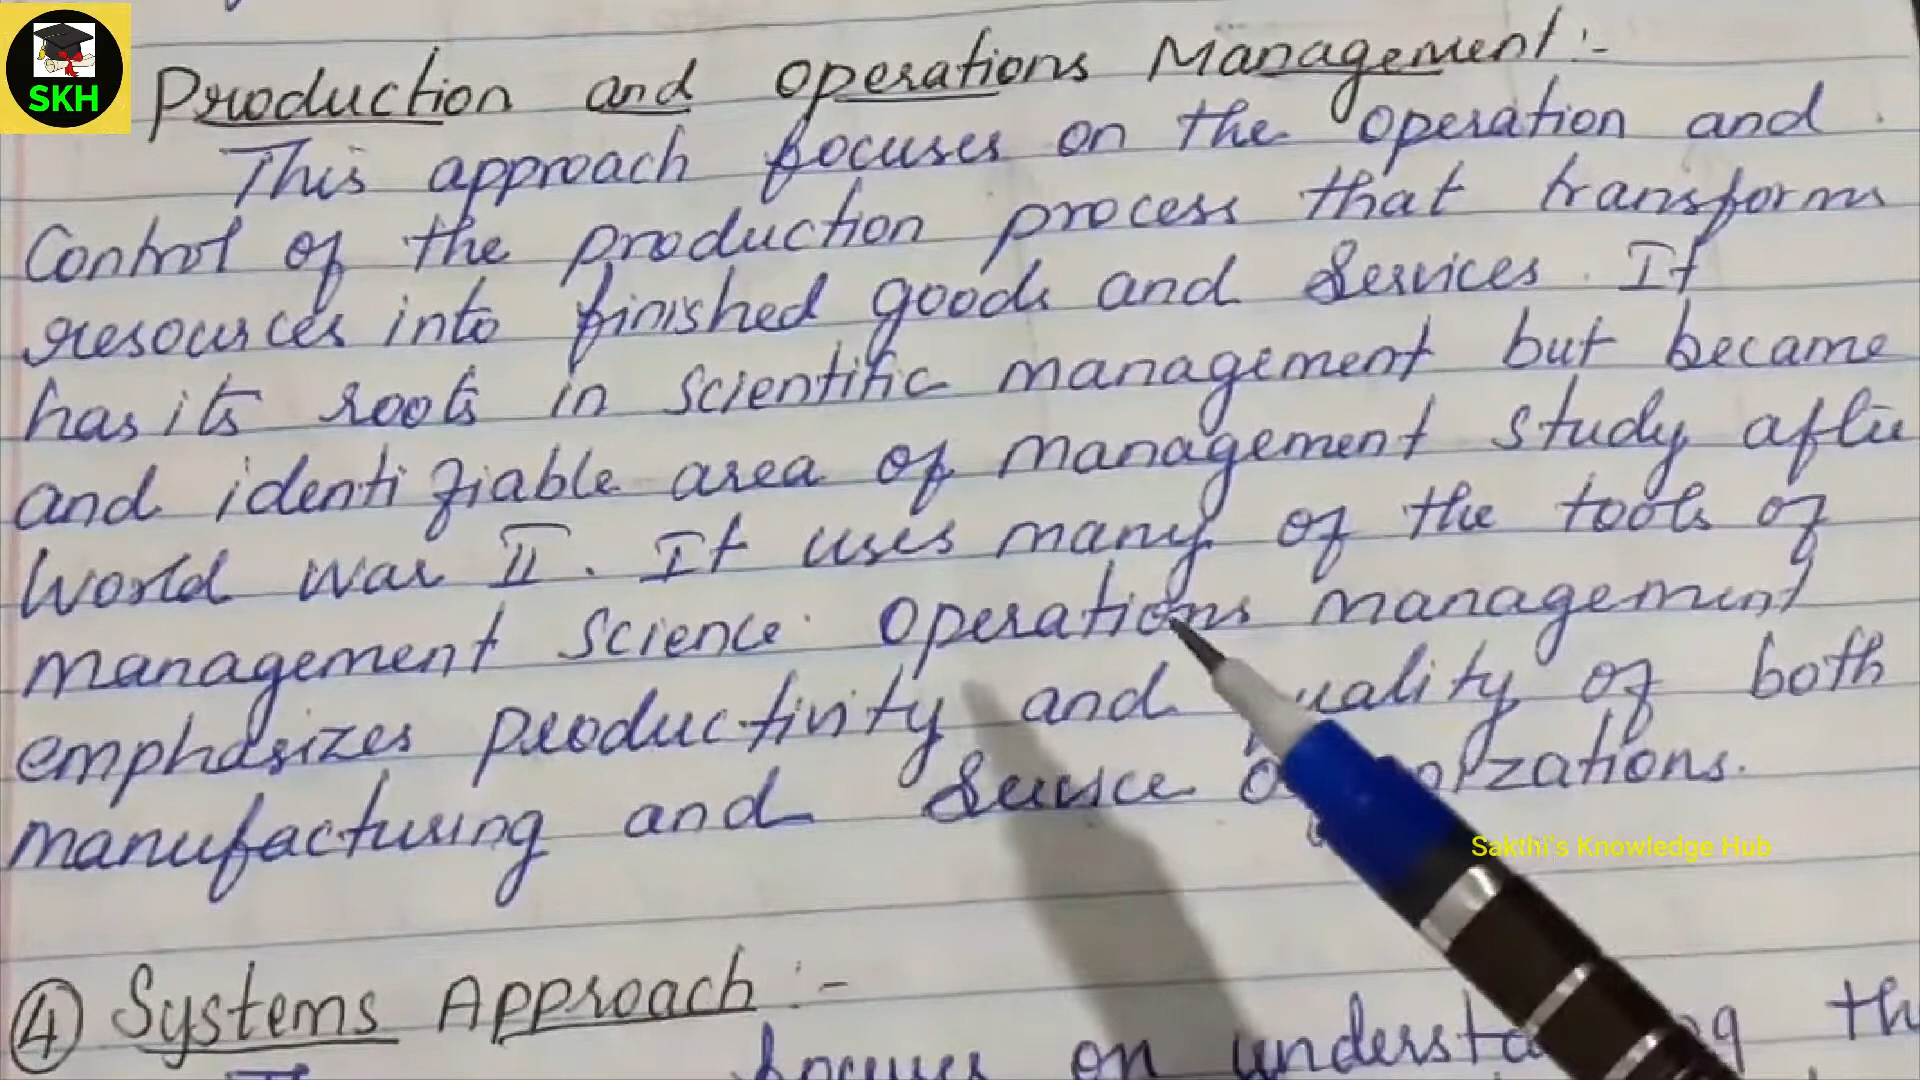 SKH
Production and Operations Management :-
This approach focuses on the operation and
Control of the production process that transforms
resources into finished goods and Services. It
has its roots in scientific management but became
and identifiable area of management study after
World War II. It uses many of the tools of
management science. Operations management
emphasizes productivity and quality of both
manufacturing and Service
Sakthi's Knowledge Hub
④ Systems Approach :-
focuses on